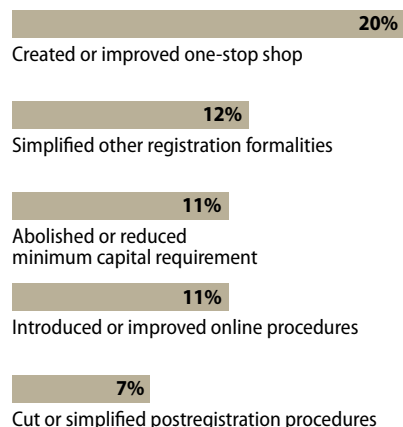 20%
Created or improved one-stop shop
12%
Simplified other registration formalities
11%
Abolished or reduced
minimum capital requirement
11%
Introduced or improved online procedures
7%
Cut or simplified postregistration procedures